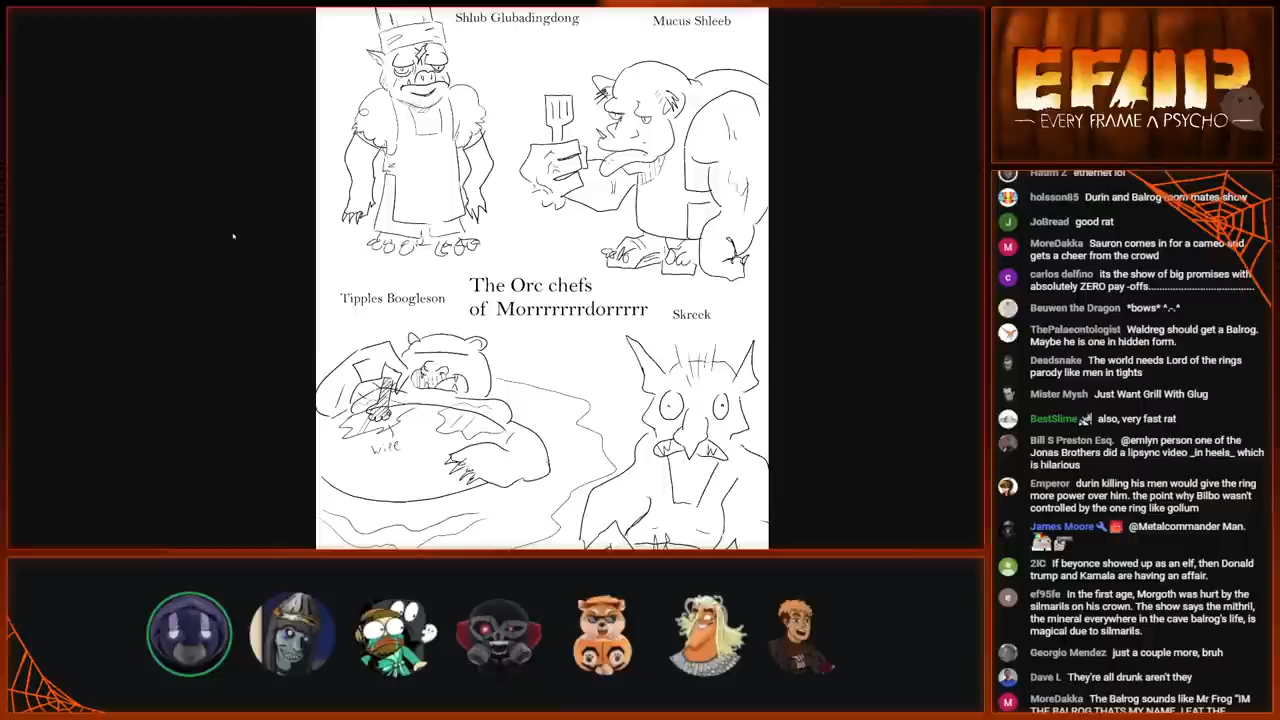 Shlub Glubadingdong
Mucus Shleeb
The Orc chefs
of Morrrrrrrdorrrrr
Tipples Boogleson
Skreek
wife
EFAP
EVERY FRAME A PSYCHO
Hatim Z ethernet lol
holsson85 Durin and Balrog room mates show
JoBread good rat
MoreDakka Sauron comes in for a cameo and
gets a cheer from the crowd
carlos delfino its the show of big promises with
absolutely ZERO pay -offs..............................................
Beuwen the Dragon *bows* ^.-.^
ThePalaeontologist Waldreg should get a Balrog.
Maybe he is one in hidden form.
Deadsnake The world needs Lord of the rings
parody like men in tights
Mister Mysh Just Want Grill With Glug
BestSlime also, very fast rat
Bill S Preston Esq. @emlyn person one of the
Jonas Brothers did a lipsync video _in heels_ which
is hilarious
Emperor durin killing his men would give the ring
more power over him. the point why Bilbo wasn't
controlled by the one ring like gollum
James Moore @Metalcommander Man.
2IC If beyonce showed up as an elf, then Donald
trump and Kamala are having an affair.
ef95fe In the first age, Morgoth was hurt by the
silmarils on his crown. The show says the mithril,
the mineral everywhere in the cave balrog's life, is
magical due to silmarils.
Georgio Mendez just a couple more, bruh
Dave L They're all drunk aren't they
MoreDakka The Balrog sounds like Mr Frog "IM
THE BALROG THATS MY NAME, I EAT THE